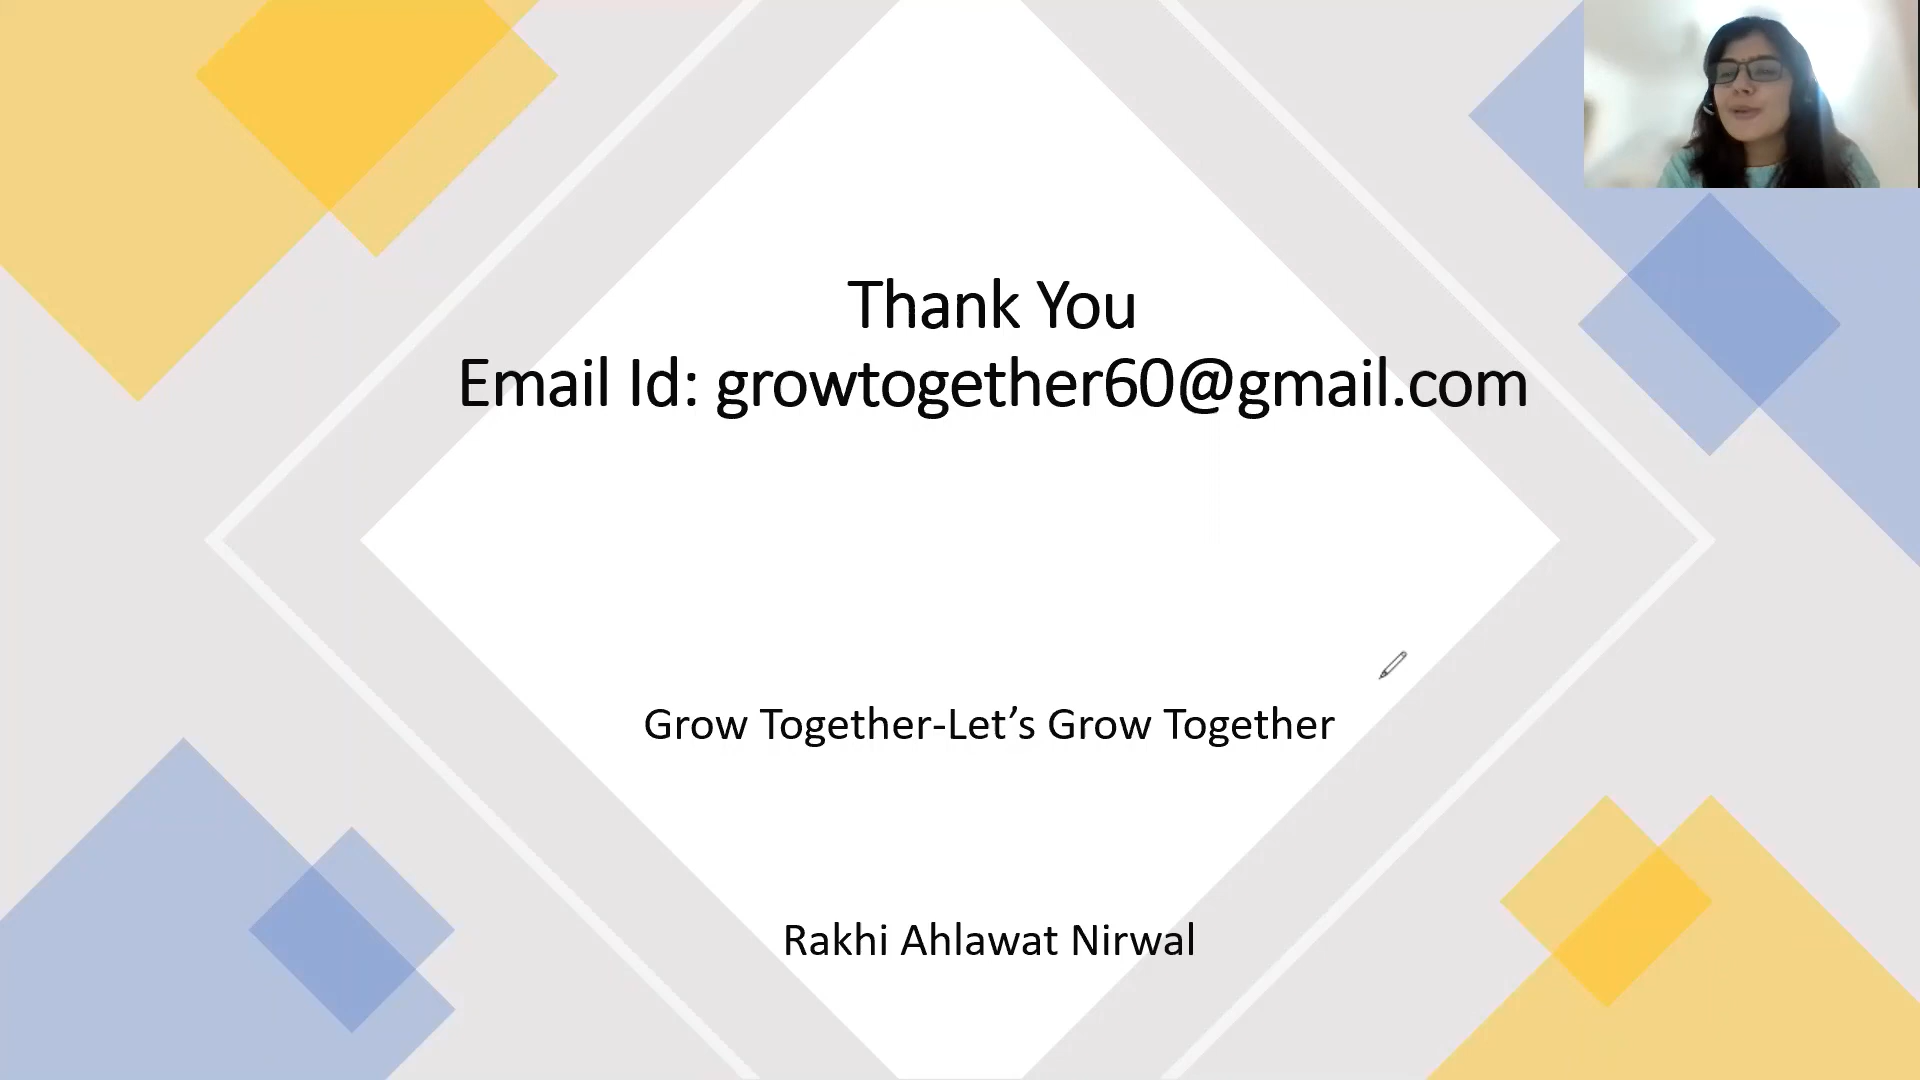 Thank You
Email Id: growtogether60@gmail.com
Grow Together-Let’s Grow Together
Rakhi Ahlawat Nirwal